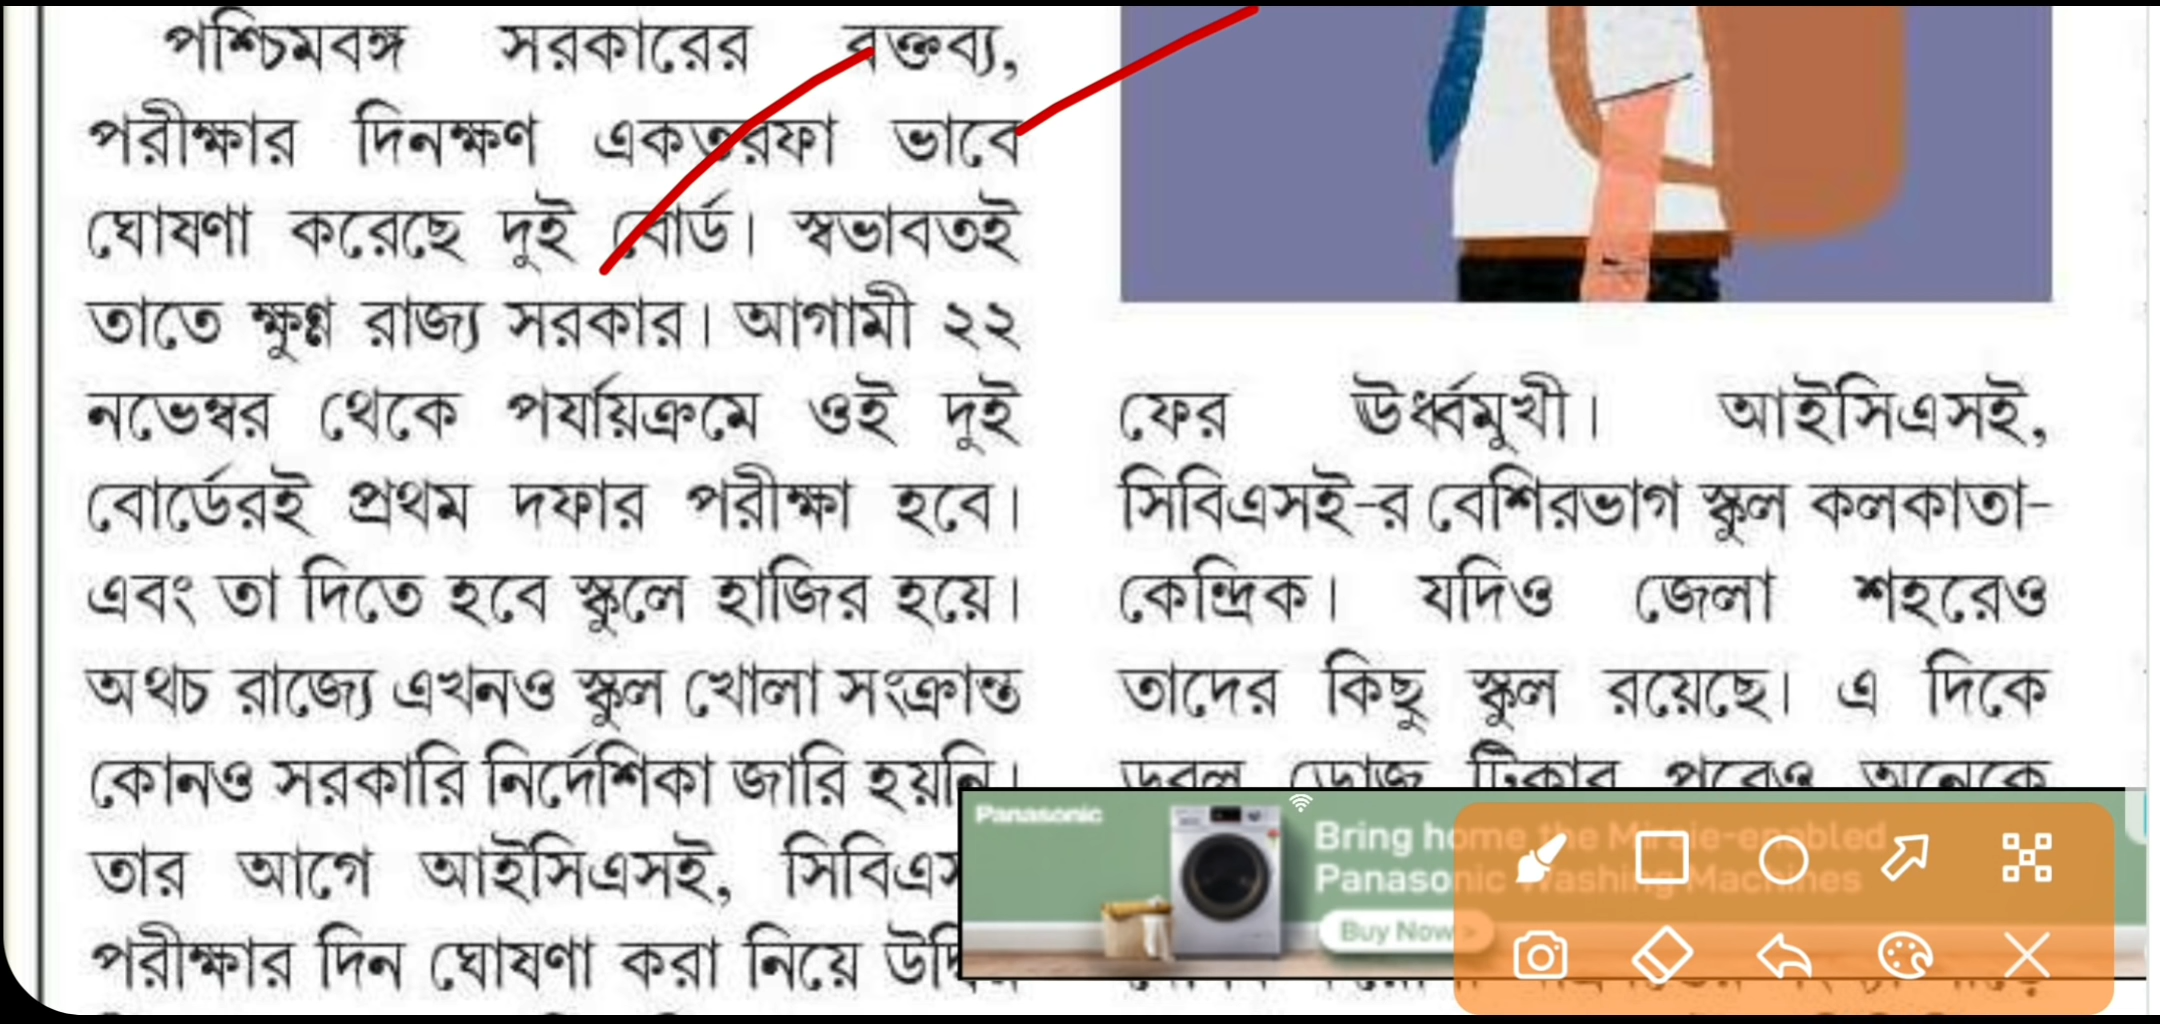 পশ্চিমবঙ্গ সরকারের বক্তব্য,
পরীক্ষার দিনক্ষণ একতরফা ভাবে
ঘোষণা করেছে দুই বোর্ড। স্বভাবতই
তাতে ক্ষুণ্ণ রাজ্য সরকার। আগামী ২২
নভেম্বর থেকে পর্যায়ক্রমে ওই দুই
বোর্ডেরই প্রথম দফার পরীক্ষা হবে।
এবং তা দিতে হবে স্কুলে হাজির হয়ে।
অথচ রাজ্যে এখনও স্কুল খোলা সংক্রান্ত
কোনও সরকারি নির্দেশিকা জারি হয়নি।
তার আগে আইসিএসই,
পরীক্ষার দিন ঘোষণা করা নিয়ে
ফের ঊর্ধ্বমুখী। আইসিএসই,
সিবিএসই-র বেশিরভাগ স্কুল কলকাতা-
কেন্দ্রিক। যদিও জেলা শহরেও
তাদের কিছু স্কুল রয়েছে। এ দিকে
ডবল ডোজ টিকার পরেও অনেকে
Panasonic
Bring home the Miraie-enabled
Panasonic Washing Machines
Buy Now >